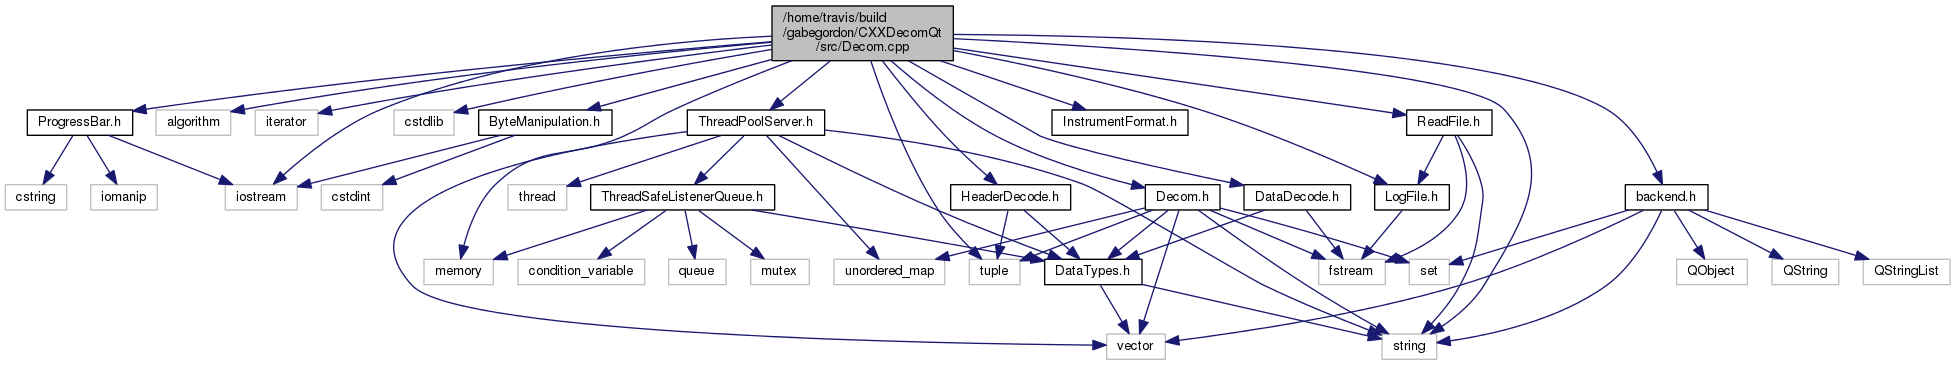 /home/travis/build
/gabegordon/CXXDecomQt
/src/Decom.cpp
ProgressBar.h
algorithm
iterator
cstdlib
ByteManipulation.h
ThreadPoolServer.h
InstrumentFormat.h
ReadFile.h
cstring
iomanip
iostream
cstdint
thread
ThreadSafeListenerQueue.h
HeaderDecode.h
Decom.h
DataDecode.h
LogFile.h
backend.h
memory
condition_variable
queue
mutex
unordered_map
tuple
DataTypes.h
fstream
set
QObject
QString
QStringList
vector
string